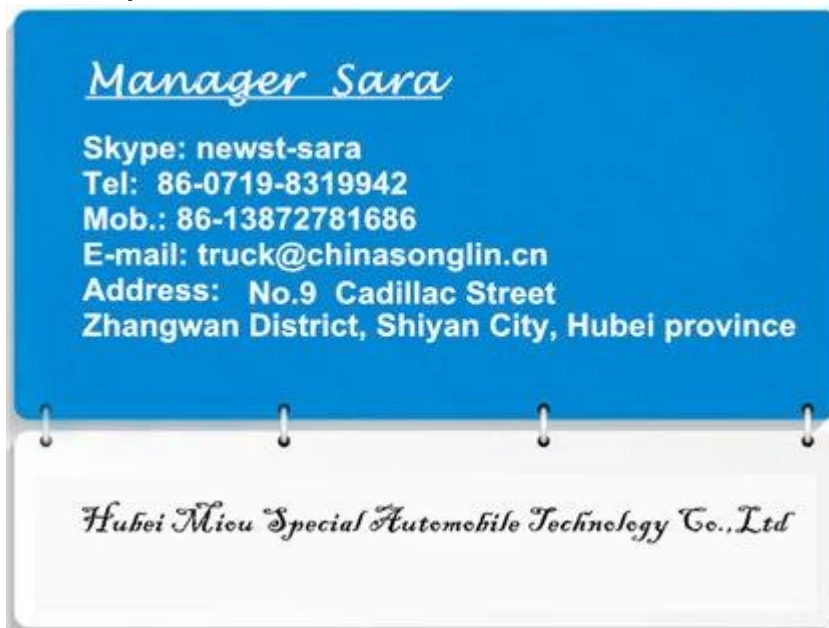 Manager Sara
Skype: newst-sara
Tel: 86-0719-8319942
Mob.: 86-13872781686
E-mail: truck@chinasonglin.cn
Address: No.9 Cadillac Street
Zhangwan District, Shiyan City, Hubei province
Hubei Miou Special Automobile Technology Co.,Ltd